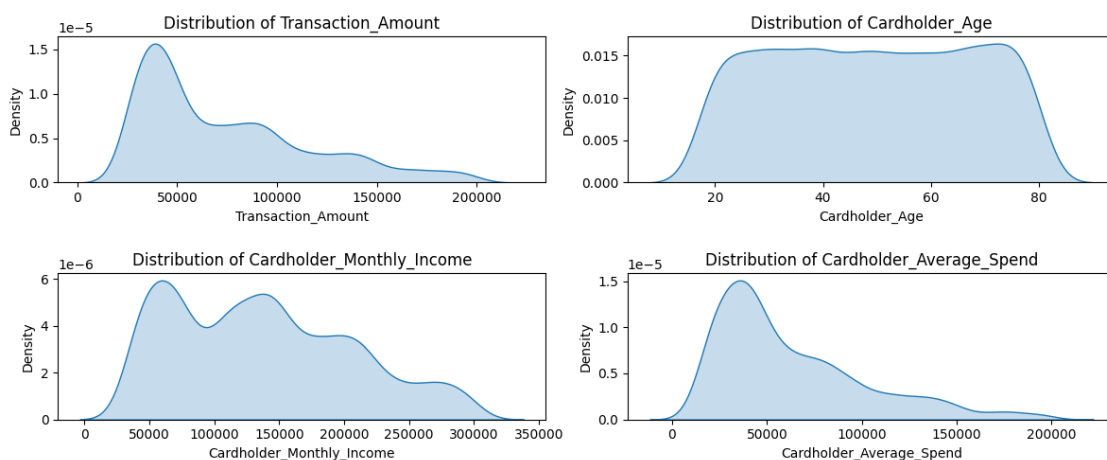 Distribution of Transaction_Amount
1e−5
1.5
1.0
0.5
0.0
Density
0 50000 100000 150000 200000
Transaction_Amount
Distribution of Cardholder_Age
0.015
0.010
0.005
0.000
Density
20 40 60 80
Cardholder_Age
Distribution of Cardholder_Monthly_Income
1e−6
6
4
2
0
Density
0 50000 100000 150000 200000 250000 300000 350000
Cardholder_Monthly_Income
Distribution of Cardholder_Average_Spend
1e−5
1.5
1.0
0.5
0.0
Density
0 50000 100000 150000 200000
Cardholder_Average_Spend